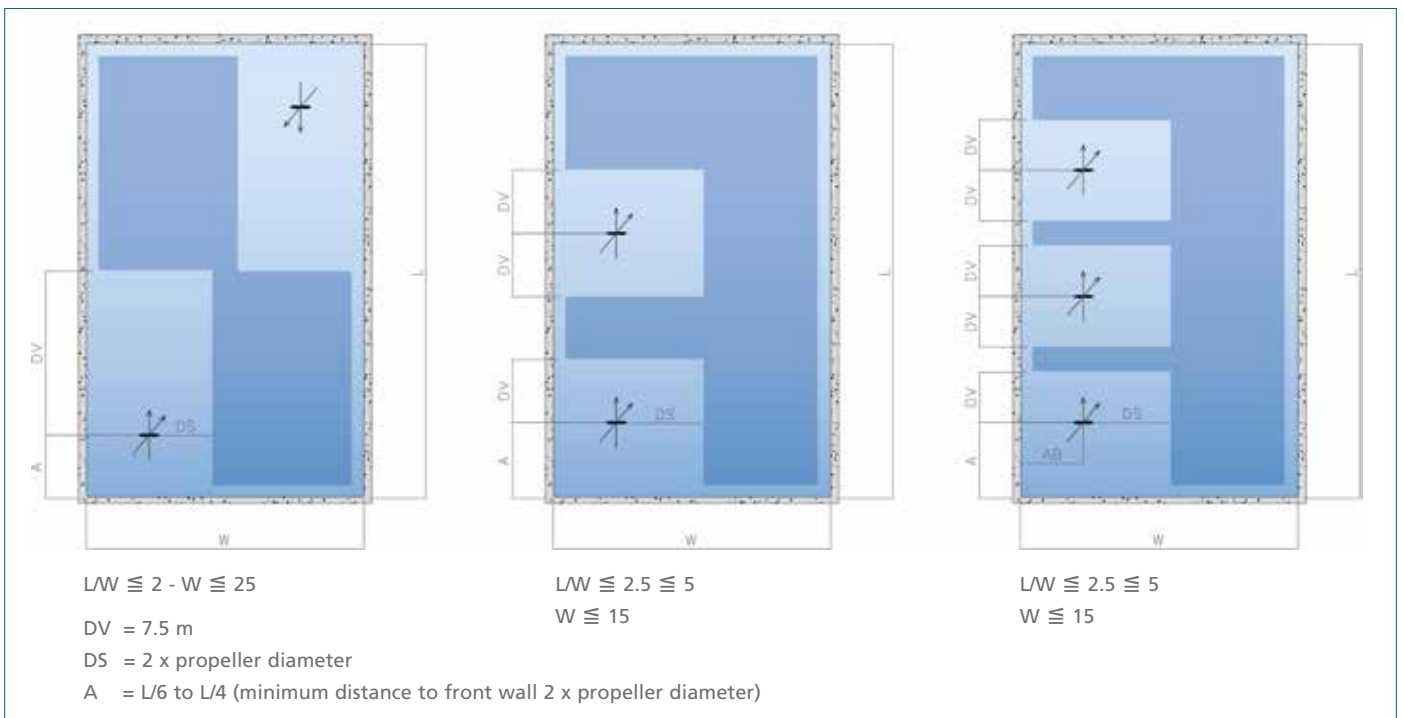 DV
A
DS
L
W
L/W ≦ 2 - W ≦ 25
DV = 7.5 m
DS = 2 x propeller diameter
A = L/6 to L/4 (minimum distance to front wall 2 x propeller diameter)
DV
DV
DV
A
DS
L
W
L/W ≦ 2.5 ≦ 5
W ≦ 15
DV
DV
DV
DV
DV
A
AB
DS
L
W
L/W ≦ 2.5 ≦ 5
W ≦ 15